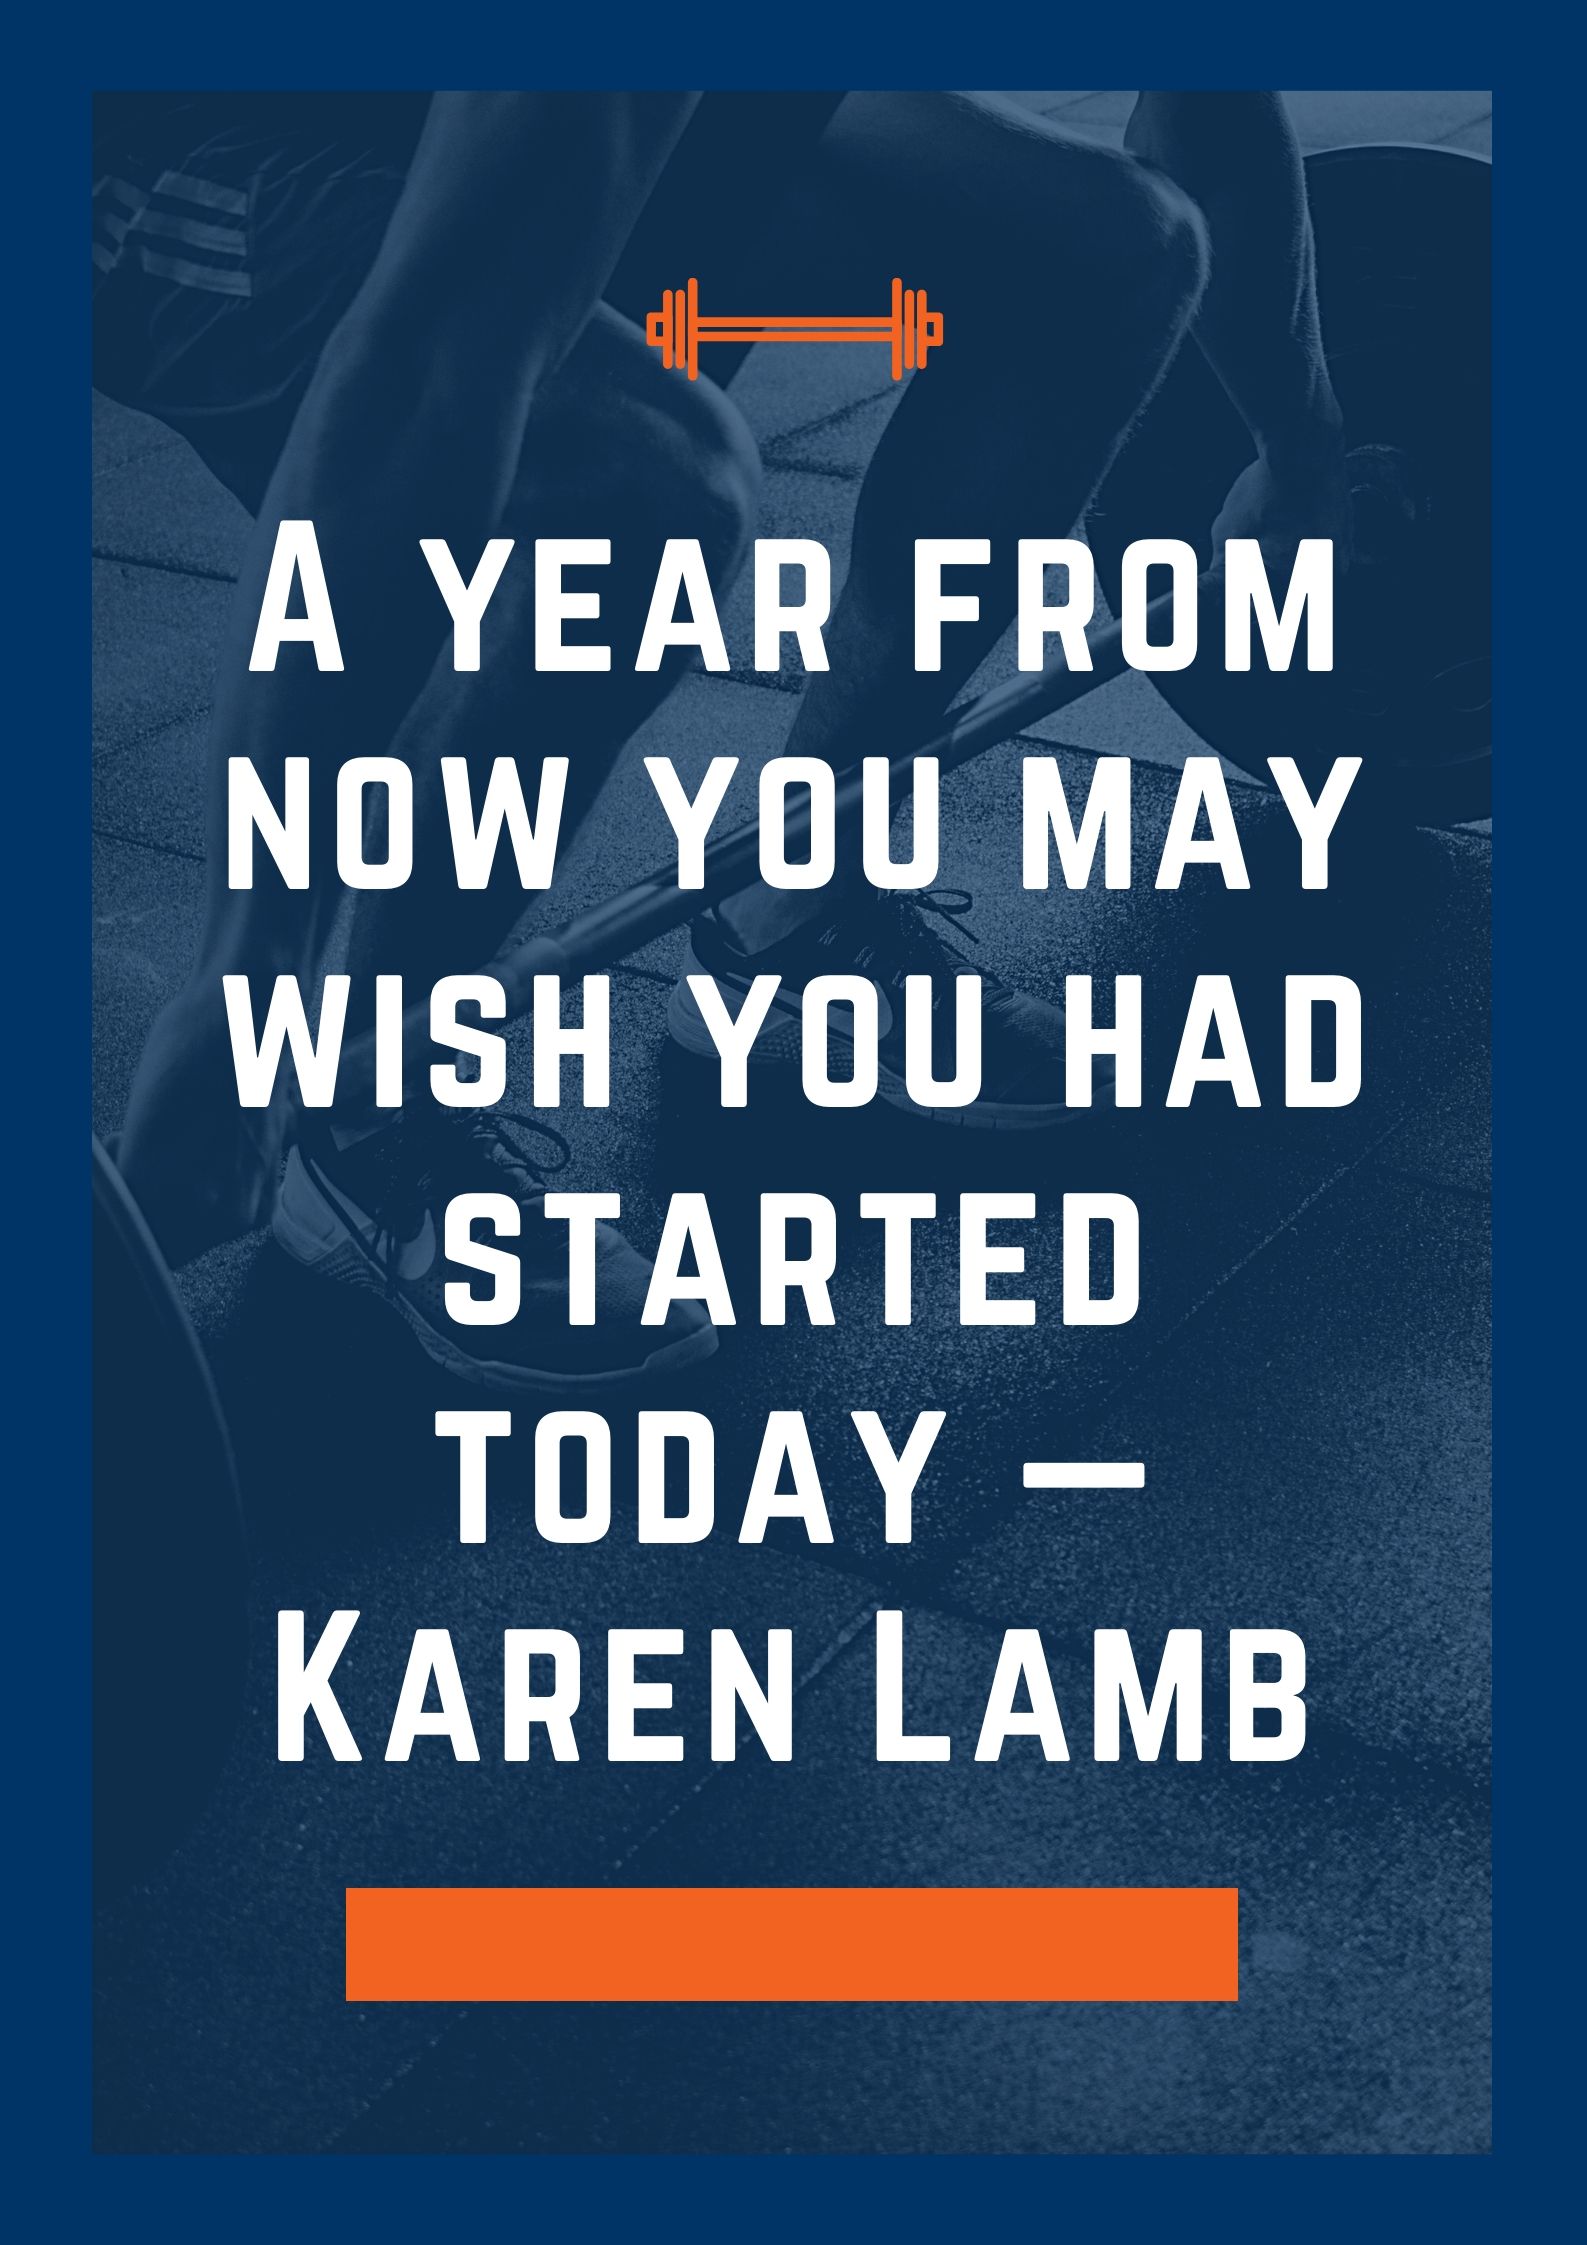 A year from
now you may
wish you had
started
today —
Karen Lamb